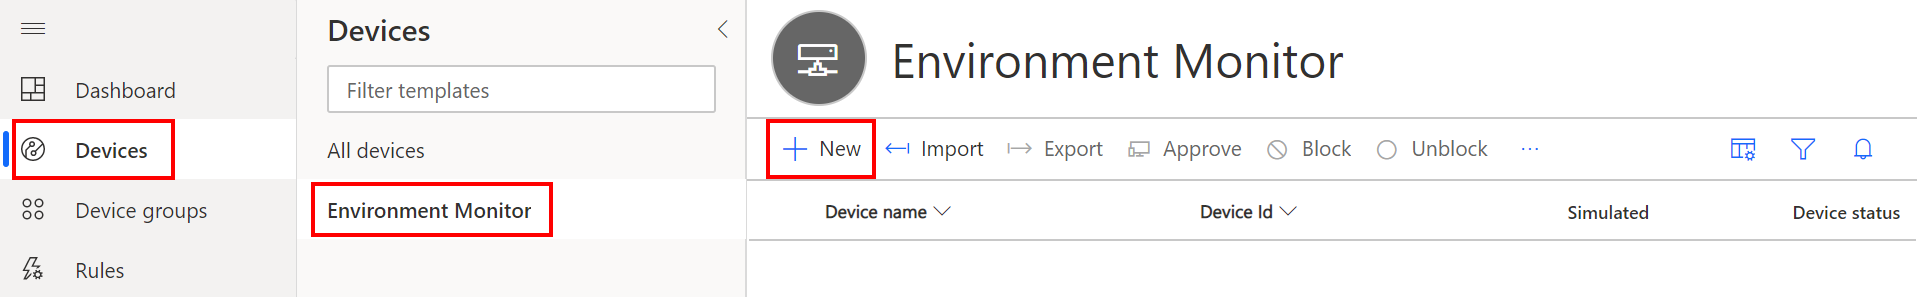 Dashboard
Devices
Device groups
Rules
Devices
Filter templates
All devices
Environment Monitor
Environment Monitor
New Import Export Approve Block Unblock ...
Device name Device Id Simulated Device status